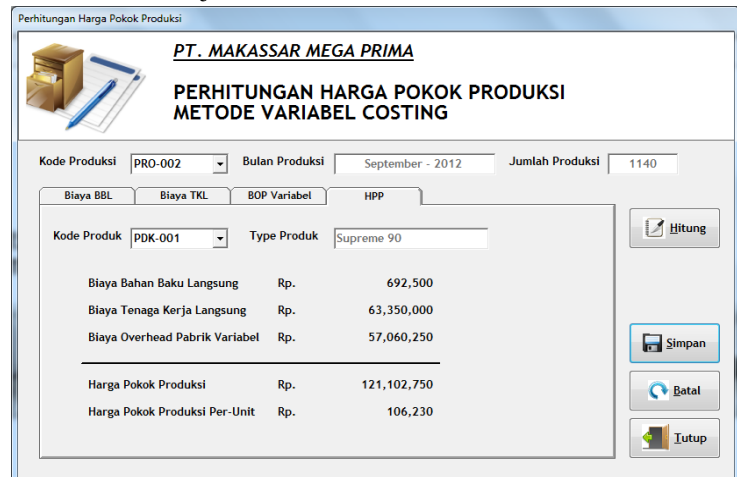 Perhitungan Harga Pokok Produksi
PT. MAKASSAR MEGA PRIMA
PERHITUNGAN HARGA POKOK PRODUKSI
METODE VARIABEL COSTING
Kode Produksi PRO-002 Bulan Produksi September - 2012 Jumlah Produksi 1140
Biaya BBL Biaya TKL BOP Variabel HPP
Hitung
Kode Produk PDK-001 Type Produk Supreme 90
Biaya Bahan Baku Langsung Rp. 692,500
Biaya Tenaga Kerja Langsung Rp. 63,350,000
Biaya Overhead Pabrik Variabel Rp. 57,060,250
Simpan
Harga Pokok Produksi Rp. 121,102,750
Batal
Harga Pokok Produksi Per-Unit Rp. 106,230
Tutup